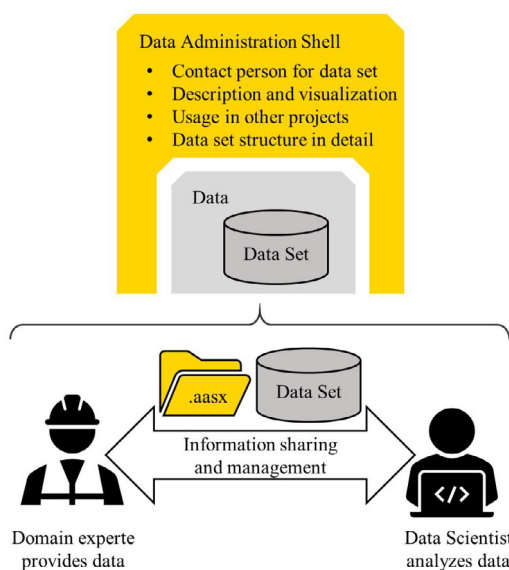 Data Administration Shell
• Contact person for data set
• Description and visualization
• Usage in other projects
• Data set structure in detail
Data
Data Set
.aasx
Data Set
Information sharing
and management
</>
Domain experte
provides data
Data Scientist
analyzes data